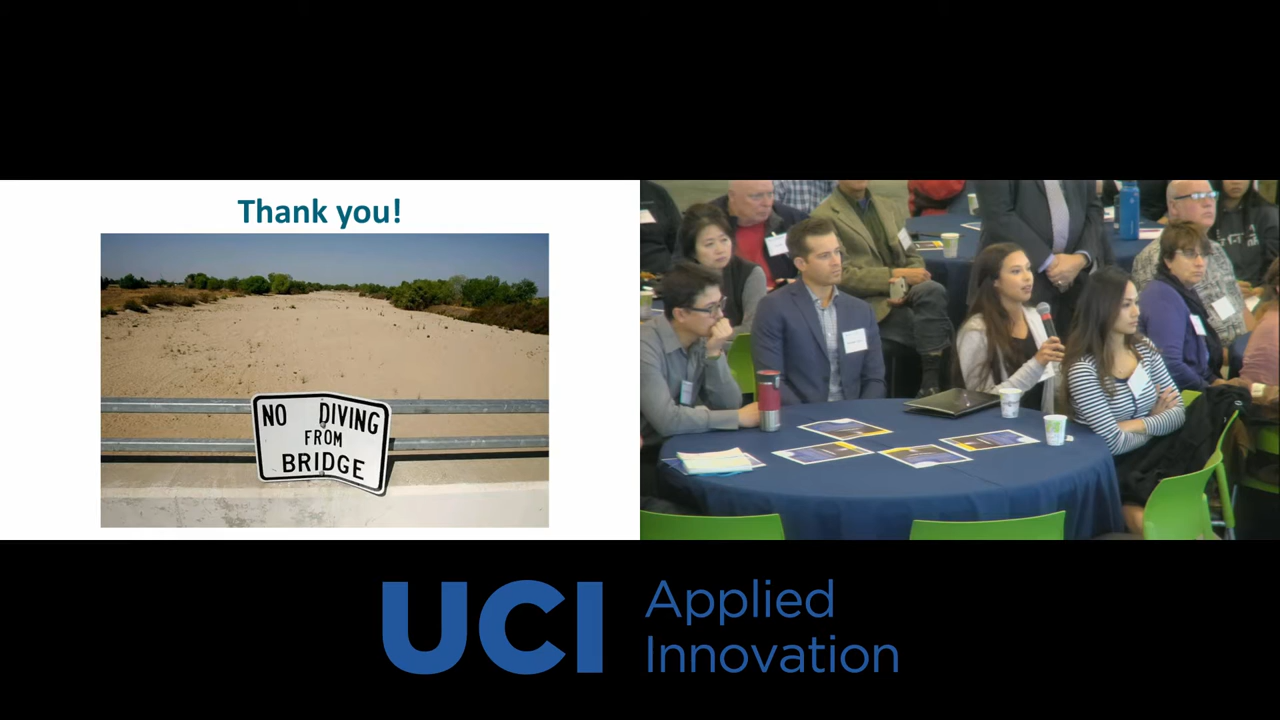 Thank you!
NO DIVING
FROM
BRIDGE
UCI
Applied
Innovation